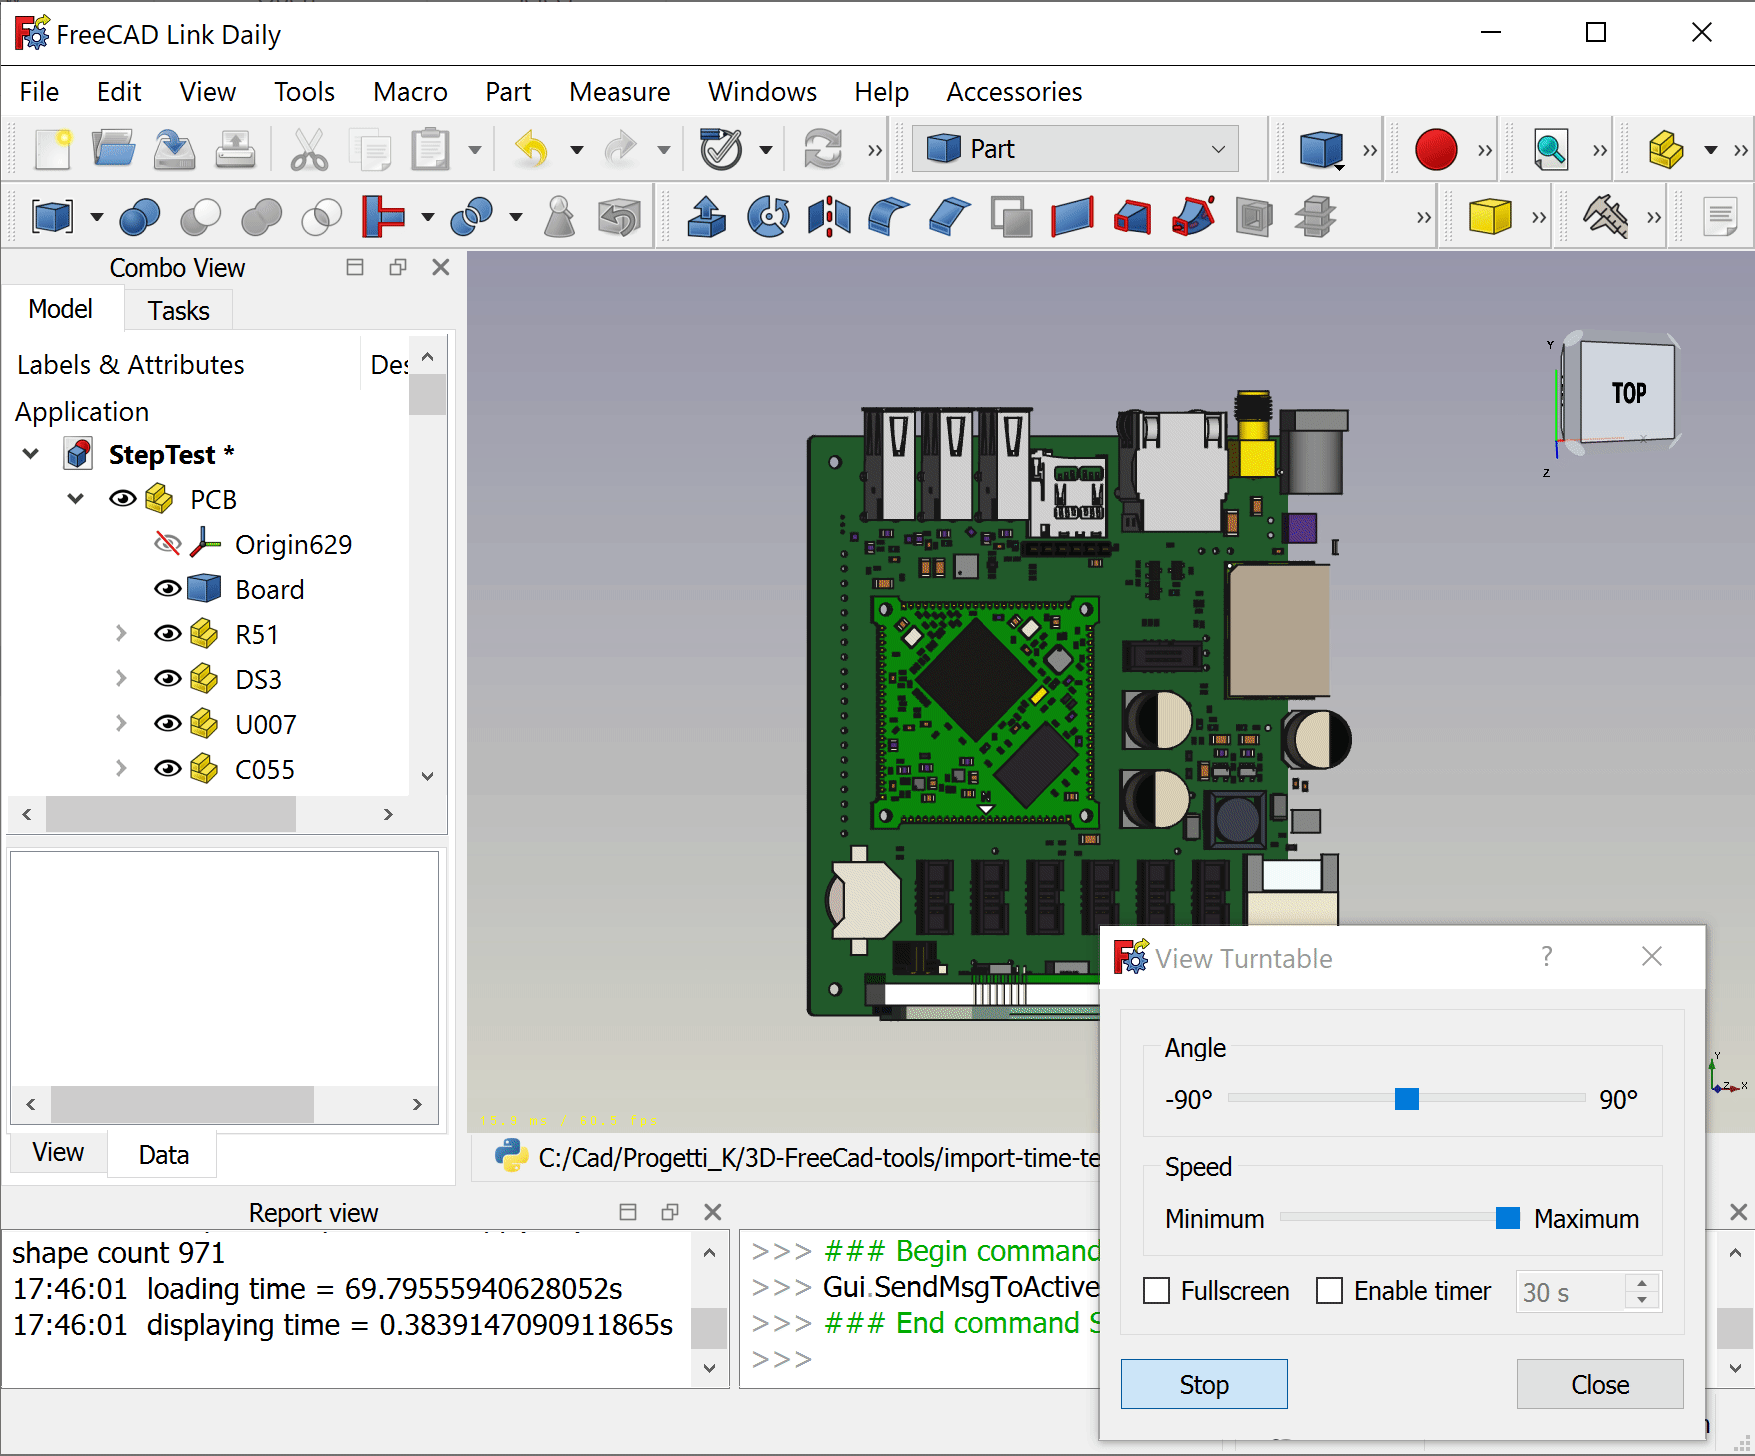 FreeCAD Link Daily
File Edit View Tools Macro Part Measure Windows Help Accessories
Part
Combo View
Model Tasks
Labels & Attributes Des
Application
StepTest *
PCB
Origin629
Board
R51
DS3
U007
C055
View Data
Y
TOP
X
Z
Y
Z X
C:/Cad/Progetti_K/3D-FreeCad-tools/import-time-te
Report view
shape count 971
17:46:01 loading time = 69.79555940628052s
17:46:01 displaying time = 0.3839147090911865s
>>> ### Begin command
>>> Gui.SendMsgToActive
>>> ### End command S
>>>
View Turntable ?
Angle
-90° 90°
Speed
Minimum Maximum
Fullscreen Enable timer 30 s
Stop Close